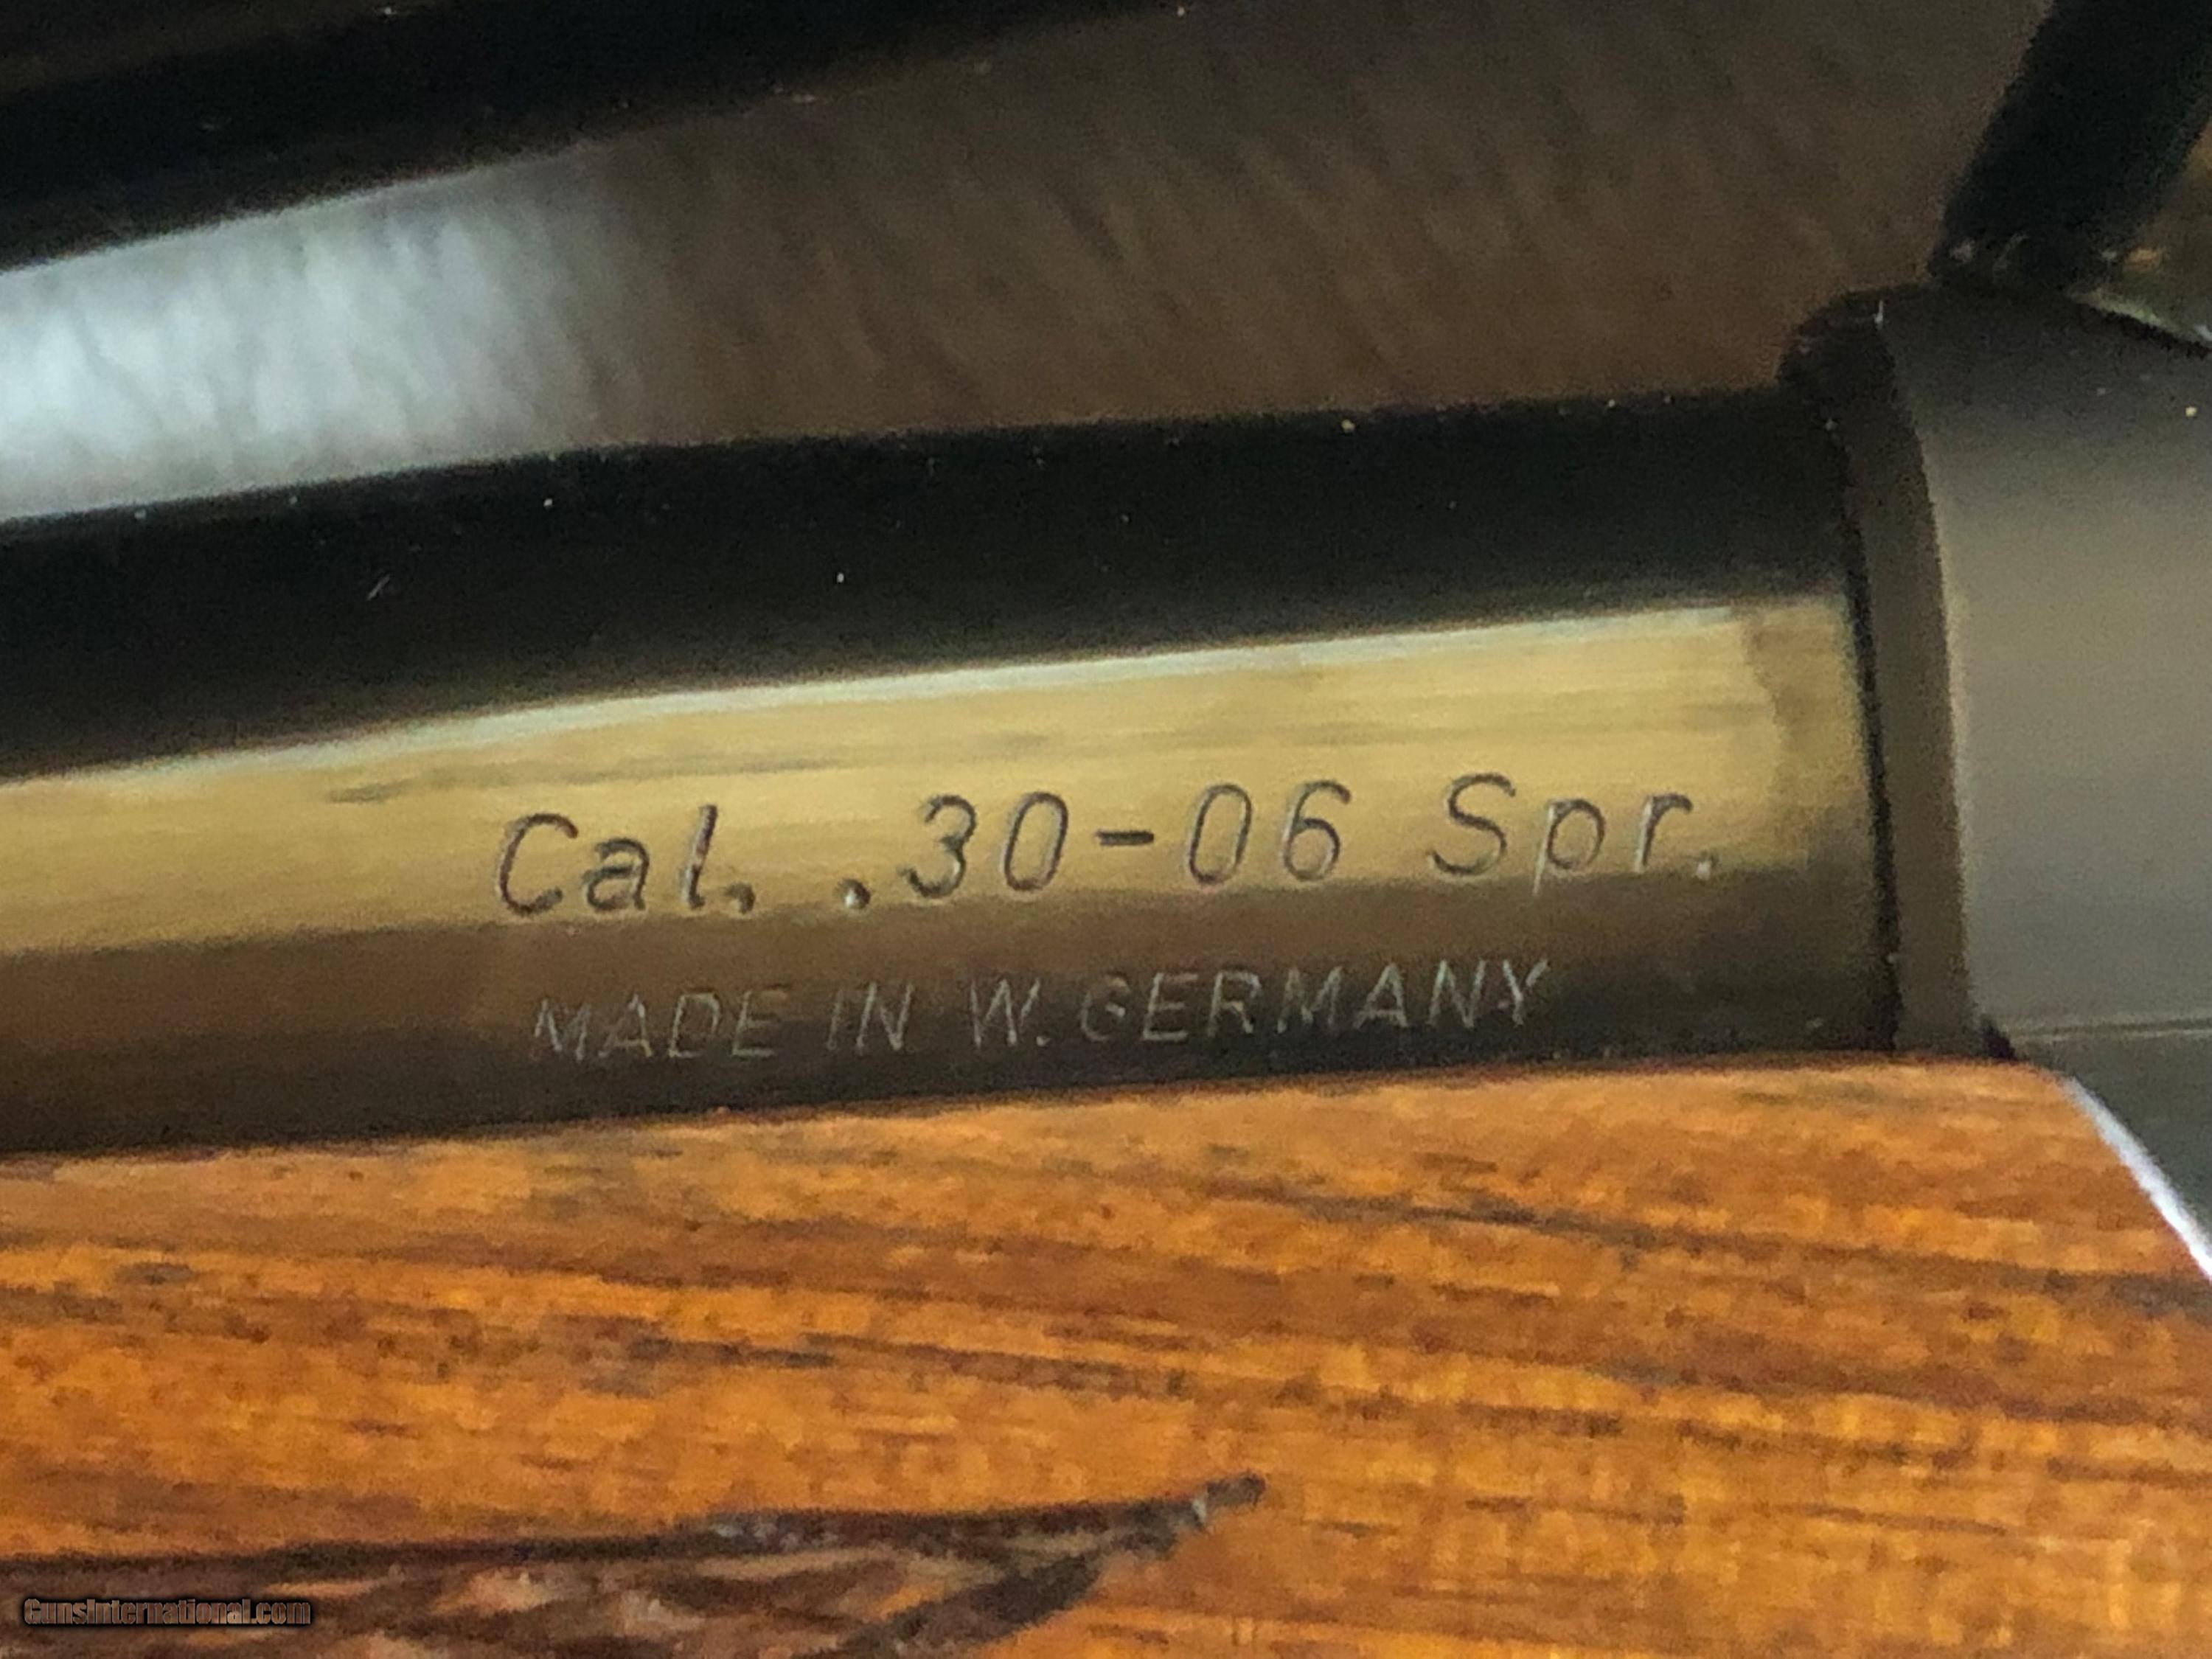 Cal. .30-06 Spr.
MADE IN W. GERMANY
GunsInternational.com